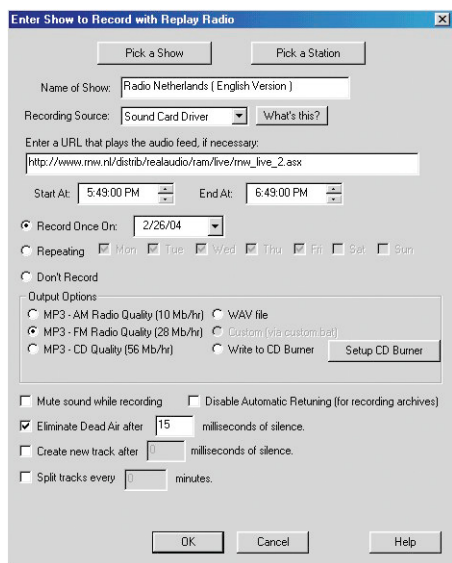 Enter Show to Record with Replay Radio
Pick a Show Pick a Station
Name of Show: Radio Netherlands ( English Version )
Recording Source: Sound Card Driver What's this?
Enter a URL that plays the audio feed, if necessary:
http://www.rnw.nl/distrib/realaudio/ram/live/rnw_live_2.asx
Start At: 5:49:00 PM End At: 6:49:00 PM
Record Once On: 2/26/04
Repeating Mon Tue Wed Thu Fri Sat Sun
Don't Record
Output Options
MP3 - AM Radio Quality (10 Mb/hr) WAV file
MP3 - FM Radio Quality (28 Mb/hr) Custom (via custom.bat)
MP3 - CD Quality (56 Mb/hr) Write to CD Burner Setup CD Burner
Mute sound while recording Disable Automatic Retuning (for recording archives)
Eliminate Dead Air after 15 milliseconds of silence.
Create new track after 0 milliseconds of silence.
Split tracks every 0 minutes.
OK Cancel Help